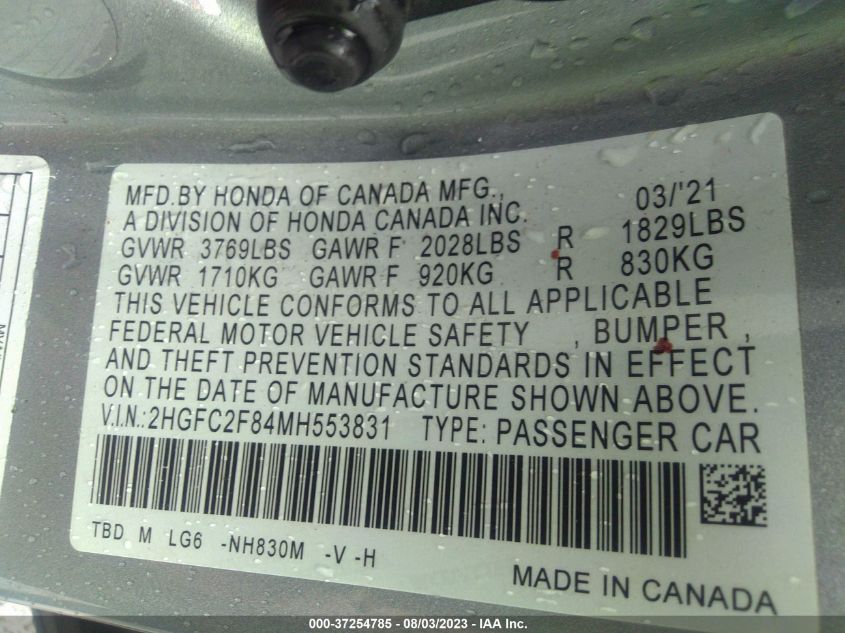 MFD.BY HONDA OF CANADA MFG., 03/'21
A DIVISION OF HONDA CANADA INC.
GVWR 3769LBS GAWR F 2028LBS R 1829LBS
GVWR 1710KG GAWR F 920KG R 830KG
THIS VEHICLE CONFORMS TO ALL APPLICABLE
FEDERAL MOTOR VEHICLE SAFETY , BUMPER ,
AND THEFT PREVENTION STANDARDS IN EFFECT
ON THE DATE OF MANUFACTURE SHOWN ABOVE.
V.I.N.:2HGFC2F84MH553831 TYPE: PASSENGER CAR
TBD M LG6 -NH830M -V -H
MADE IN CANADA
000-37254785 - 08/03/2023 - IAA Inc.